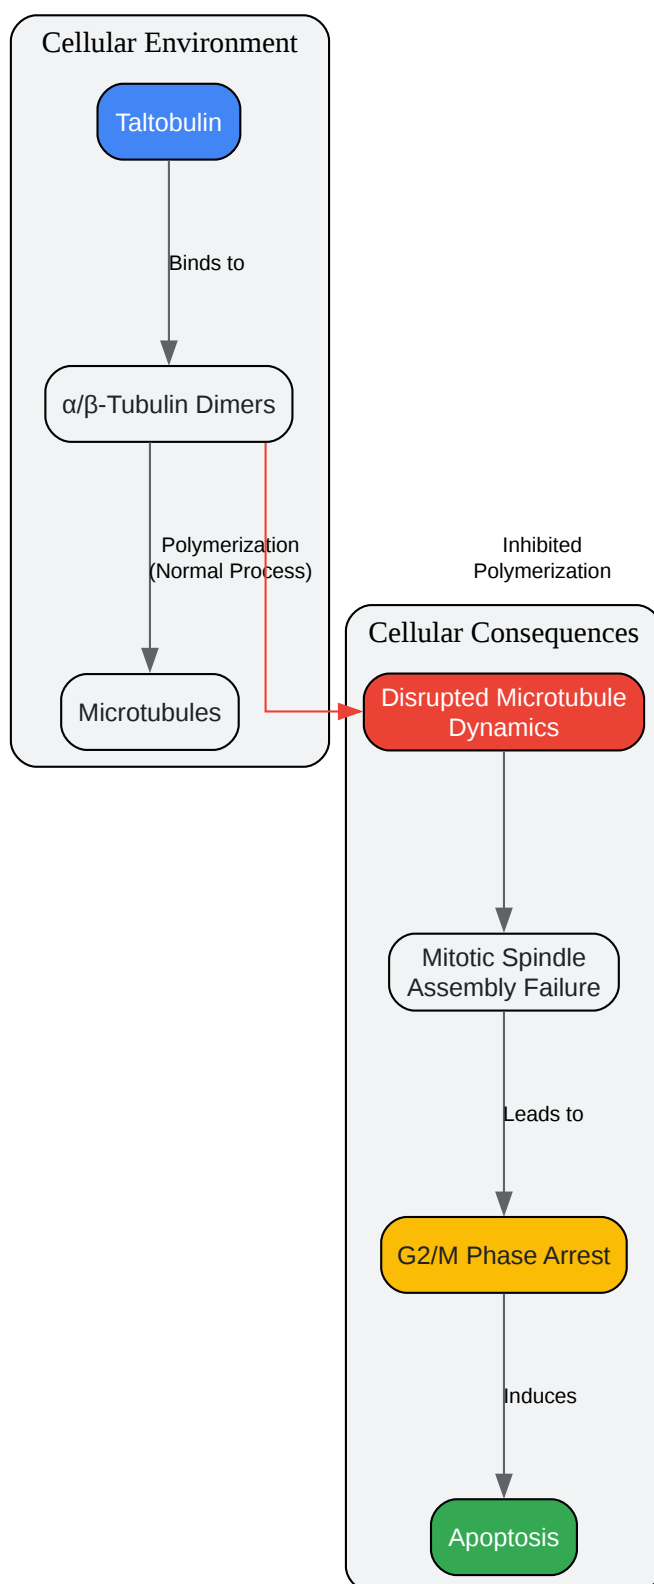 Cellular Environment
Taltobulin
Binds to
α/β-Tubulin Dimers
Polymerization
(Normal Process)
Inhibited
Polymerization
Microtubules
Cellular Consequences
Disrupted Microtubule
Dynamics
Mitotic Spindle
Assembly Failure
Leads to
G2/M Phase Arrest
Induces
Apoptosis